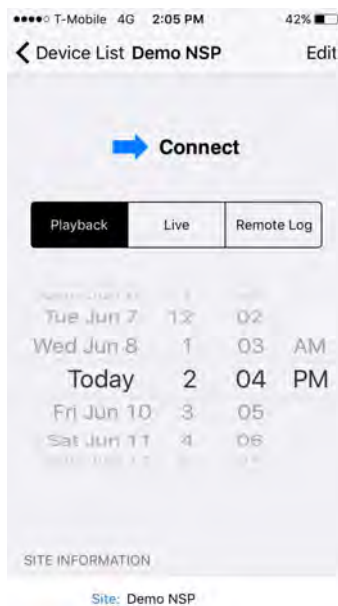 T-Mobile 4G 2:05 PM 42%
Device List Demo NSP Edit
Connect
Playback Live Remote Log
Tue Jun 7 12 02
Wed Jun 8 1 03 AM
Today 2 04 PM
Fri Jun 10 3 05
Sat Jun 11 4 06
SITE INFORMATION
Site: Demo NSP